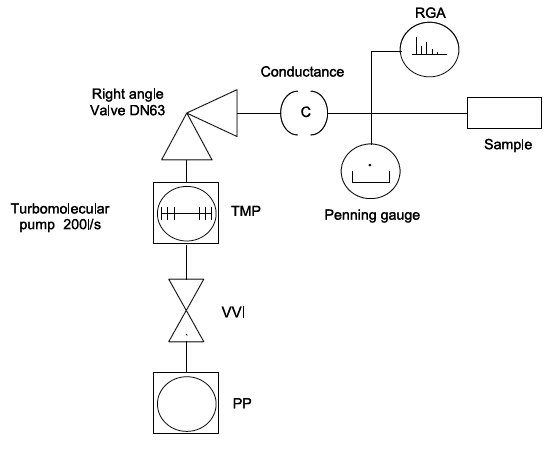 RGA
Conductance
Right angle
Valve DN63
C
Sample
Penning gauge
Turbomolecular
pump 200l/s
TMP
VVI
PP